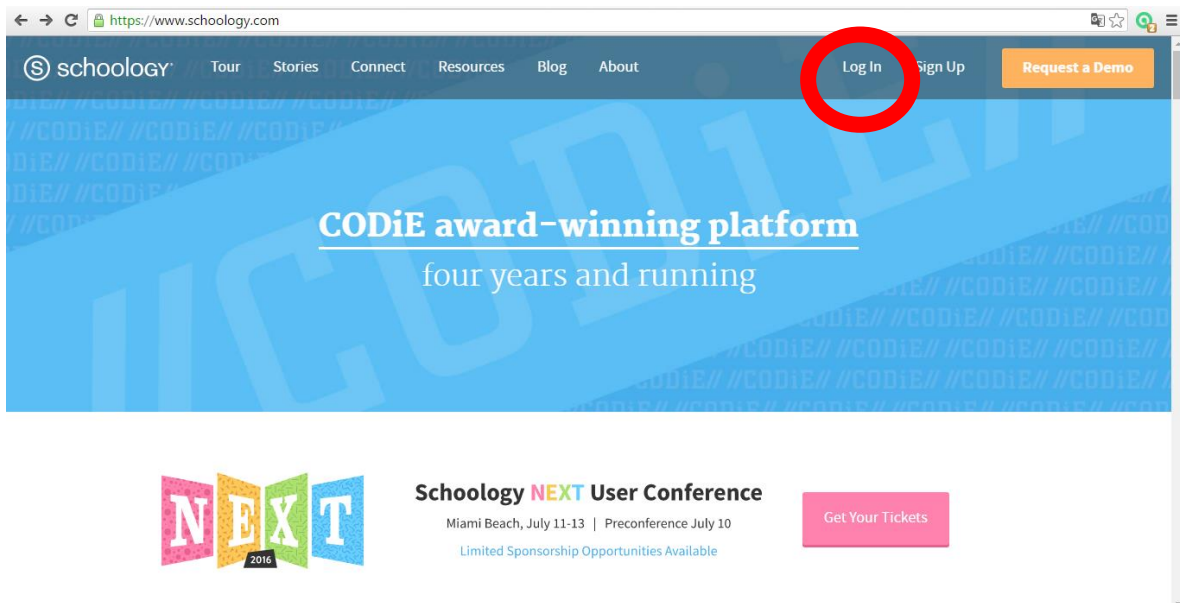 https://www.schoology.com
S schoology Tour Stories Connect Resources Blog About Log In Sign Up Request a Demo
//CODiE//
CODiE award-winning platform
four years and running
NEXT
2016
Schoology NEXT User Conference
Miami Beach, July 11-13 | Preconference July 10
Limited Sponsorship Opportunities Available
Get Your Tickets